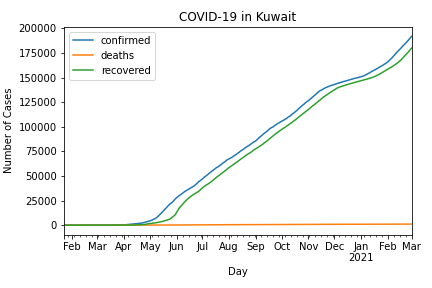 COVID-19 in Kuwait
confirmed
deaths
recovered
Number of Cases
200000
175000
150000
125000
100000
75000
50000
25000
0
Feb Mar Apr May Jun Jul Aug Sep Oct Nov Dec Jan Feb Mar
2021
Day